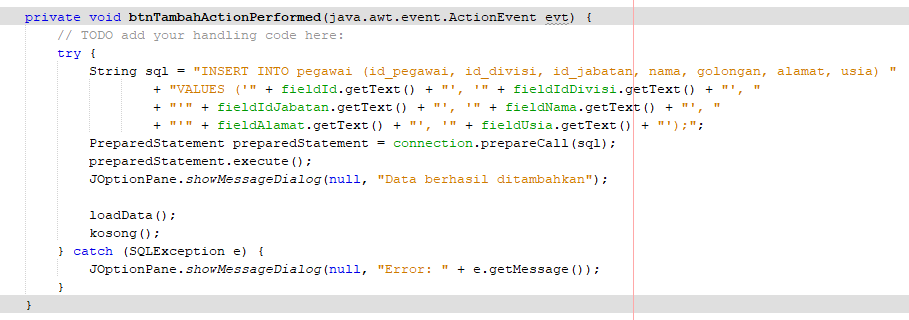 private void btnTambahActionPerformed(java.awt.event.ActionEvent evt) {
    // TODO add your handling code here:
    try {
        String sql = "INSERT INTO pegawai (id_pegawai, id_divisi, id_jabatan, nama, golongan, alamat, usia) "
                + "VALUES ('" + fieldId.getText() + "', '" + fieldIdDivisi.getText() + "', "
                + "'" + fieldIdJabatan.getText() + "', '" + fieldNama.getText() + "', "
                + "'" + fieldAlamat.getText() + "', '" + fieldUsia.getText() + "');";
        PreparedStatement preparedStatement = connection.prepareCall(sql);
        preparedStatement.execute();
        JOptionPane.showMessageDialog(null, "Data berhasil ditambahkan");
        loadData();
        kosong();
    } catch (SQLException e) {
        JOptionPane.showMessageDialog(null, "Error: " + e.getMessage());
    }
}